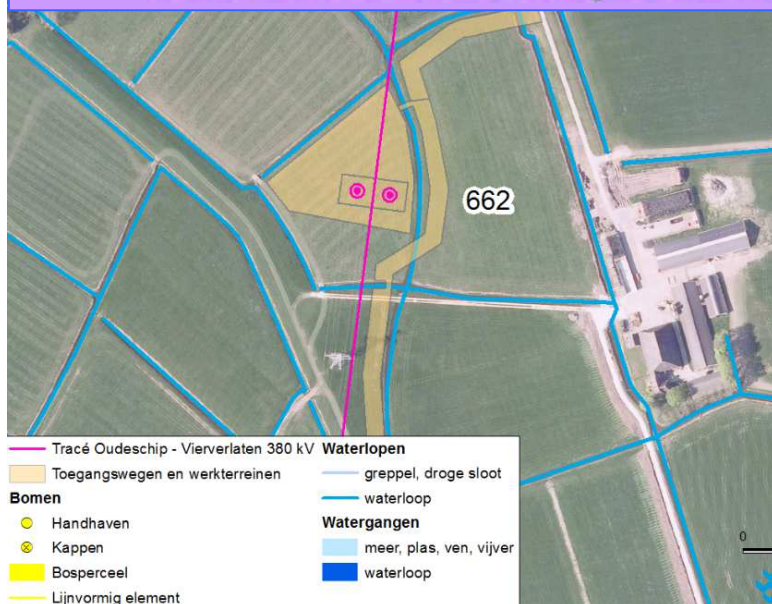 662
0
Tracé Oudeschip - Vierverlaten 380 kV
Toegangswegen en werkterreinen
Bomen
Handhaven
Kappen
Bosperceel
Lijnvormig element
Waterlopen
greppel, droge sloot
waterloop
Watergangen
meer, plas, ven, vijver
waterloop